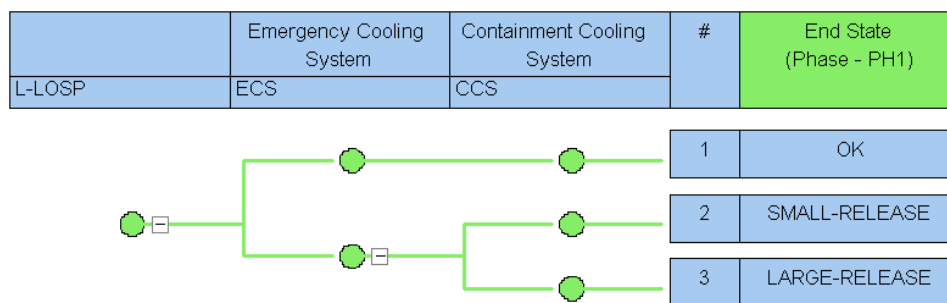 Emergency Cooling System
Containment Cooling System
#
End State
(Phase - PH1)
L-LOSP
ECS
CCS
1
OK
2
SMALL-RELEASE
3
LARGE-RELEASE